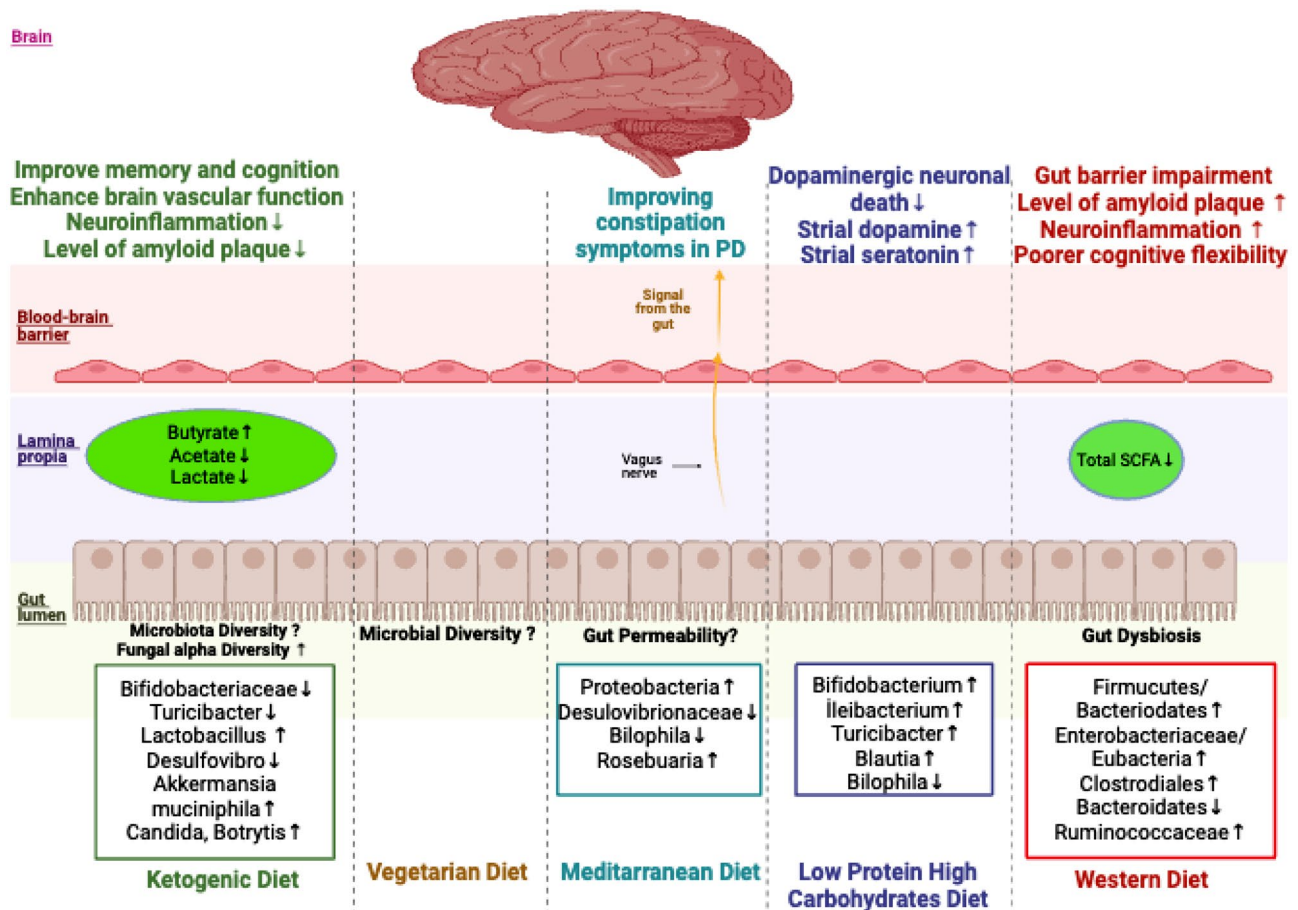 Brain
Improve memory and cognition
Enhance brain vascular function
Neuroinflammation ↓
Level of amyloid plaque ↓
Improving
constipation
symptoms in PD
Dopaminergic neuronal
death ↓
Strial dopamine ↑
Strial seratonin ↑
Gut barrier impairment
Level of amyloid plaque ↑
Neuroinflammation ↑
Poorer cognitive flexibility
Blood-brain
barrier
Signal
from the
gut
Lamina
propia
Butyrate ↑
Acetate ↓
Lactate ↓
Vagus
nerve
Total SCFA ↓
Gut
lumen
Microbiota Diversity ?
Fungal alpha Diversity ↑
Microbial Diversity ?
Gut Permeability?
Gut Dysbiosis
Bifidobacteriaceae ↓
Turicibacter ↓
Lactobacillus ↑
Desulfovibro ↓
Akkermansia
muciniphila ↑
Candida, Botrytis ↑
Proteobacteria ↑
Desulovibrionaceae ↓
Bilophila ↓
Rosebuaria ↑
Bifidobacterium ↑
İleibacterium ↑
Turicibacter ↑
Blautia ↑
Bilophila ↓
Firmucutes/
Bacteriodates ↑
Enterobacteriaceae/
Eubacteria ↑
Clostrodiales ↑
Bacteroidates ↓
Ruminococcaceae ↑
Ketogenic Diet
Vegetarian Diet
Meditarranean Diet
Low Protein High
Carbohydrates Diet
Western Diet